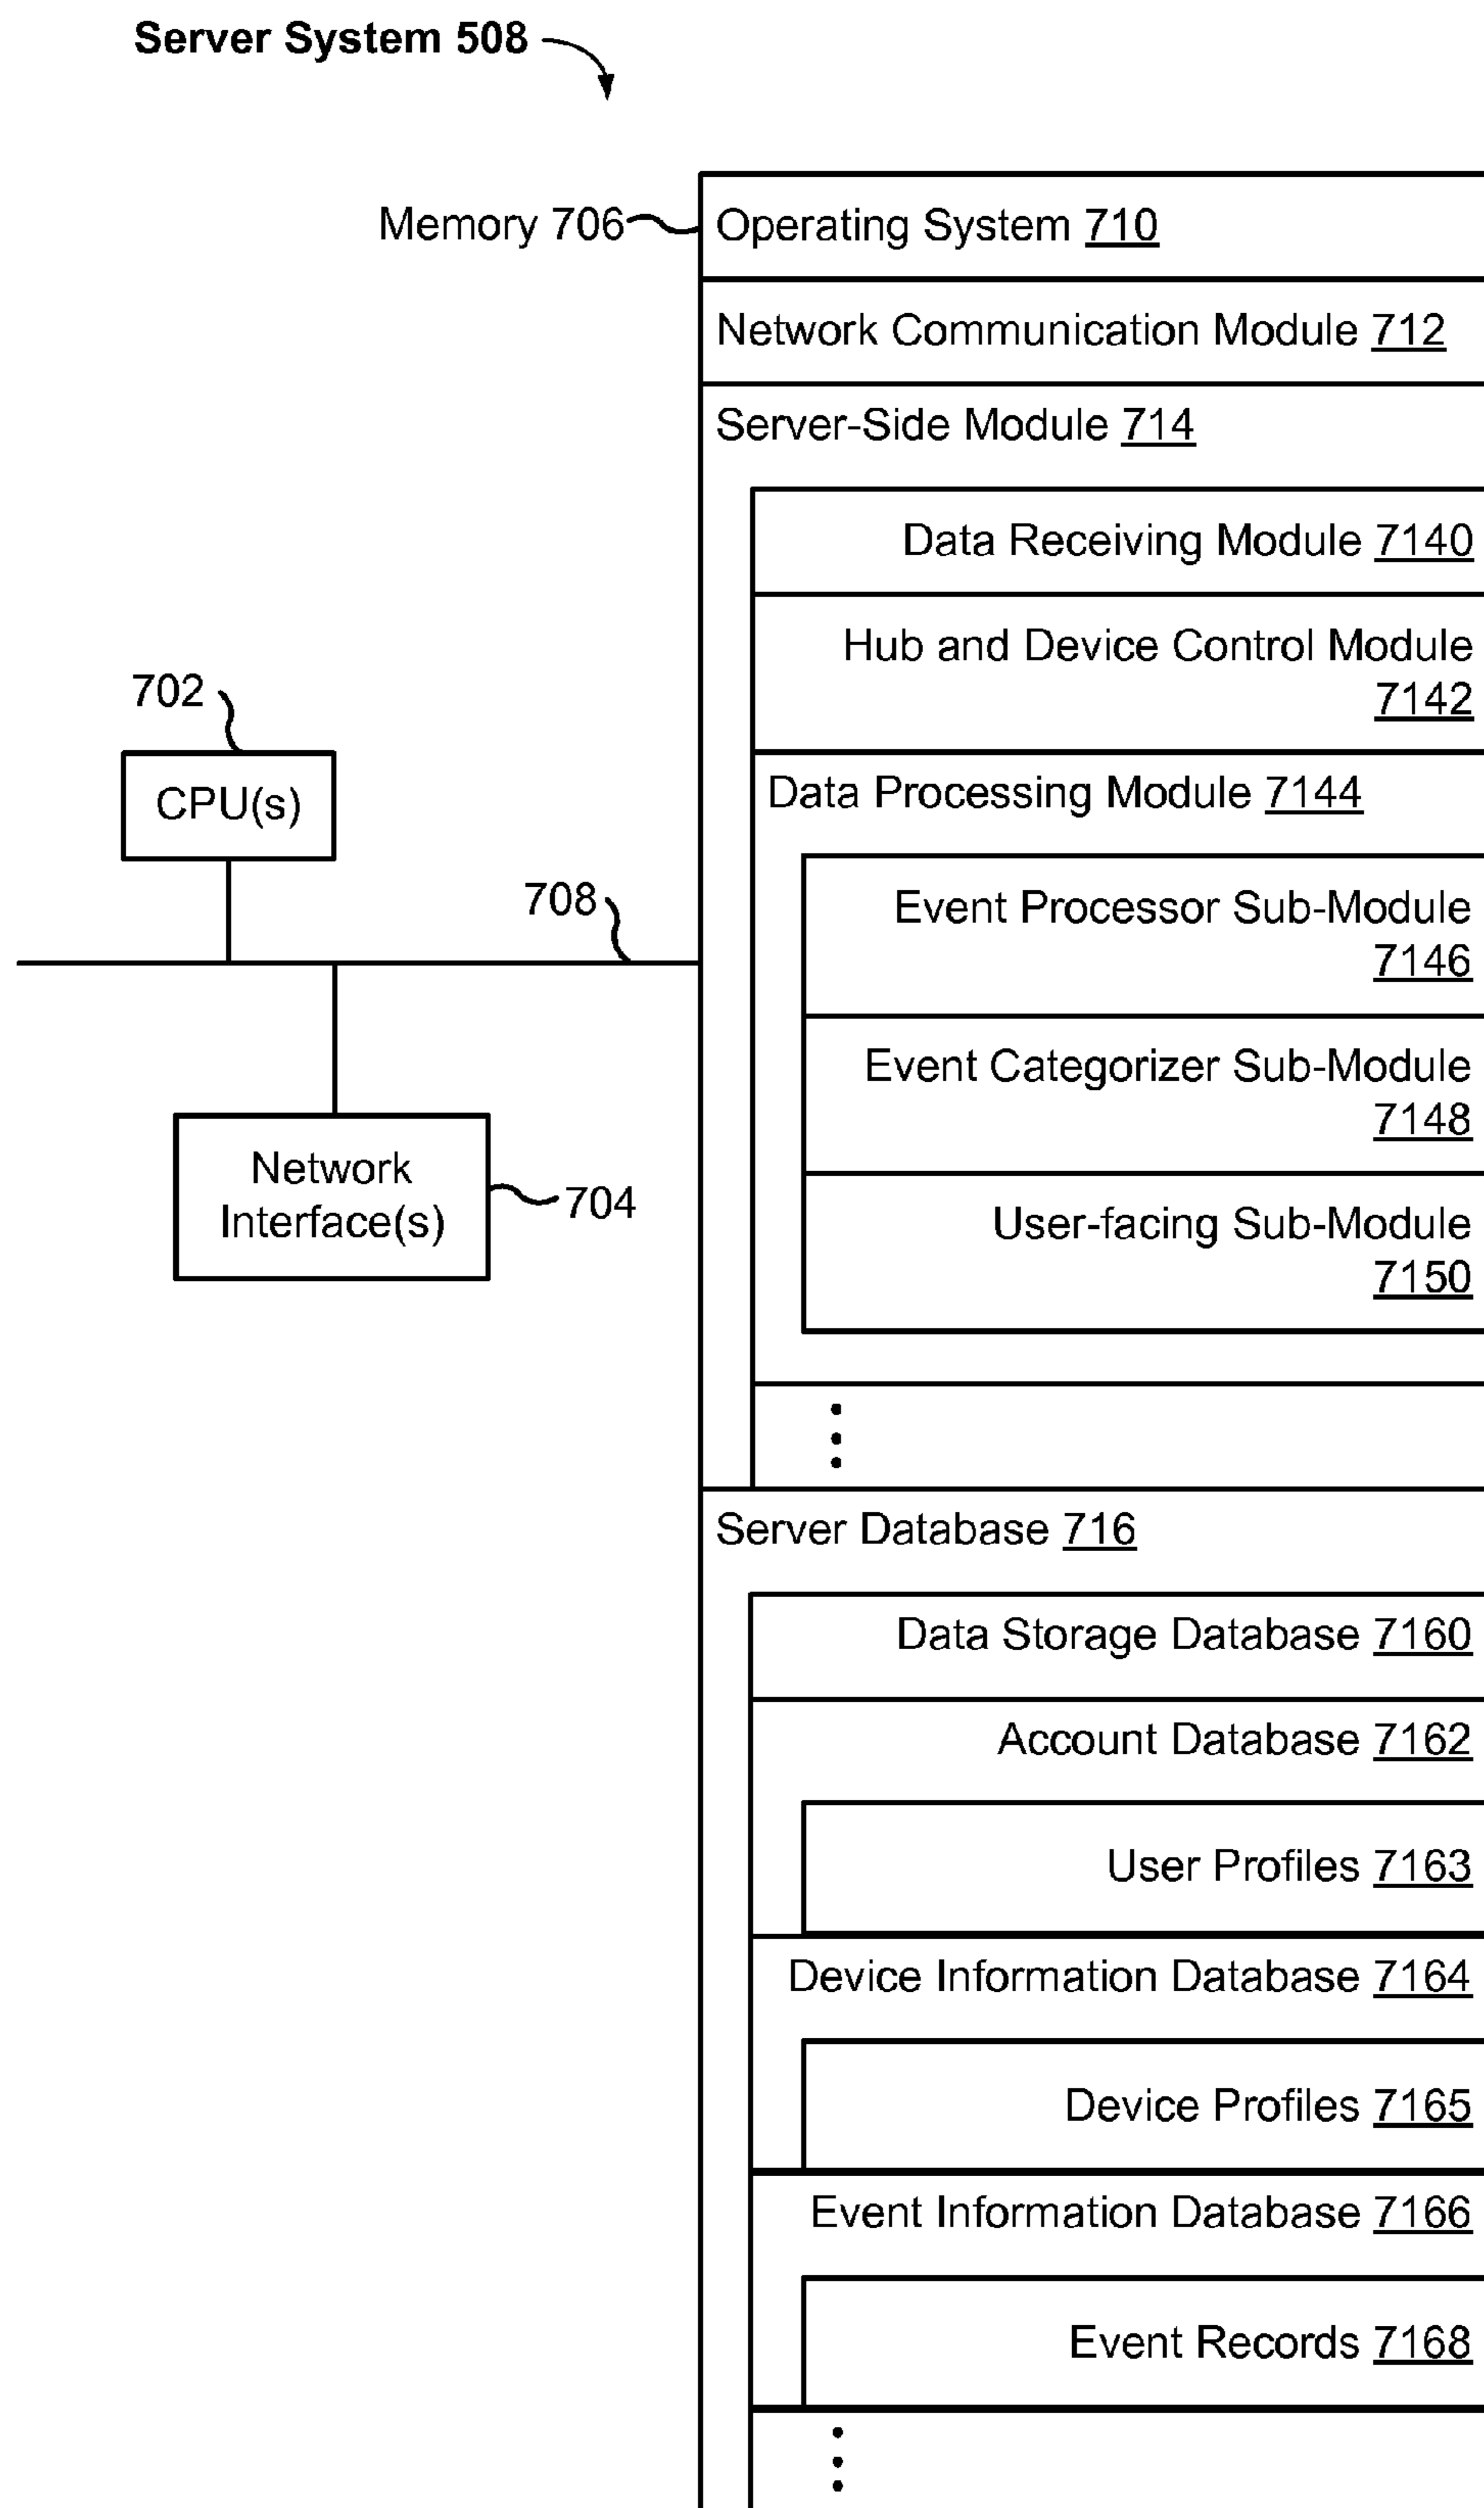 Server System 508
Memory 706
Operating System 710
Network Communication Module 712
Server-Side Module 714
Data Receiving Module 7140
Hub and Device Control Module
7142
702
CPU(s)
Data Processing Module 7144
708
Event Processor Sub-Module
7146
Event Categorizer Sub-Module
7148
Network
Interface(s)
704
User-facing Sub-Module
7150
Server Database 716
Data Storage Database 7160
Account Database 7162
User Profiles 7163
Device Information Database 7164
Device Profiles 7165
Event Information Database 7166
Event Records 7168